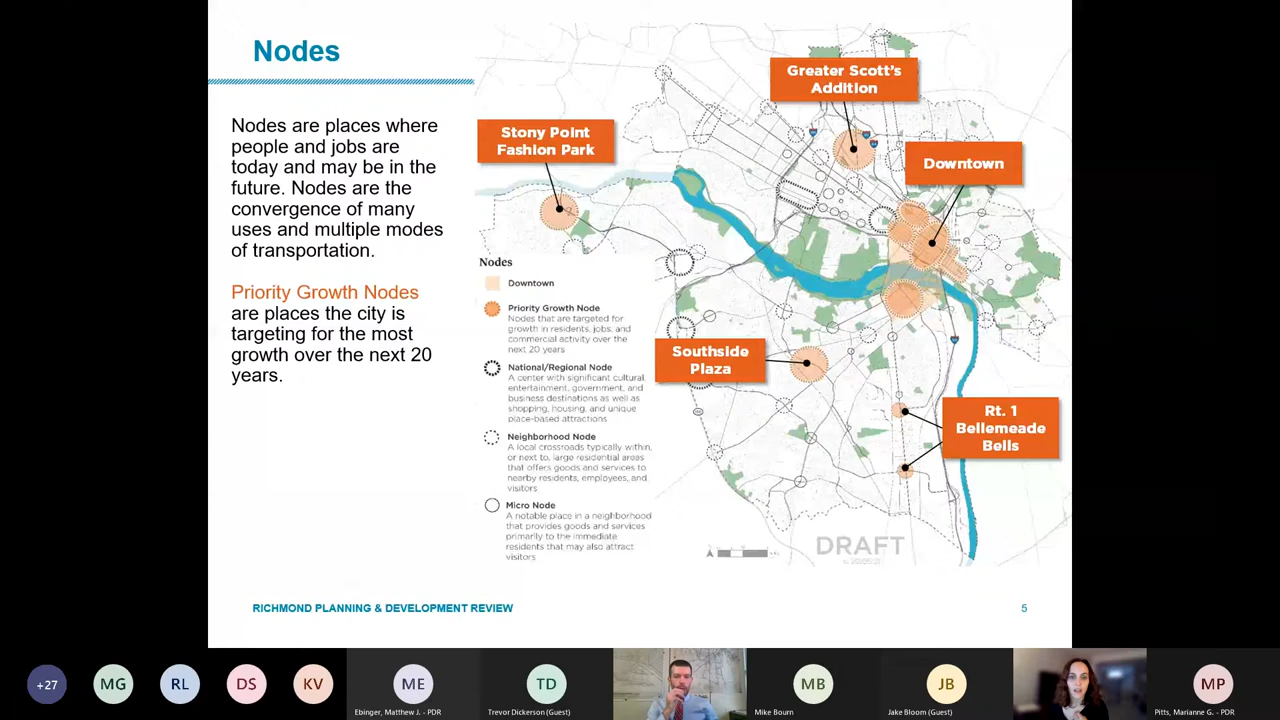 Nodes
Nodes are places where
people and jobs are
today and may be in the
future. Nodes are the
convergence of many
uses and multiple modes
of transportation.
Priority Growth Nodes
are places the city is
targeting for the most
growth over the next 20
years.
Greater Scott's
Addition
Stony Point
Fashion Park
Downtown
Southside
Plaza
Rt. 1
Bellemeade
Bells
Nodes
Downtown
Priority Growth Node
Nodes that are targeted for
growth in residents, jobs, and
commercial activity over the
next 20 years
National/Regional Node
A center with significant cultural,
entertainment, government, and
business destinations as well as
shopping, housing, and unique
place-based attractions
Neighborhood Node
A local crossroads typically within,
or next to, large residential areas
that offers goods and services to
nearby residents, employees, and
visitors
Micro Node
A notable place in a neighborhood
that provides goods and services
primarily to the immediate
residents that may also attract
visitors
DRAFT
RICHMOND PLANNING & DEVELOPMENT REVIEW
5
+27
MG
RL
DS
KV
ME
Ebinger, Matthew J. - PDR
TD
Trevor Dickerson (Guest)
MB
Mike Bourn
JB
Jake Bloom (Guest)
MP
Pitts, Marianne G. - PDR